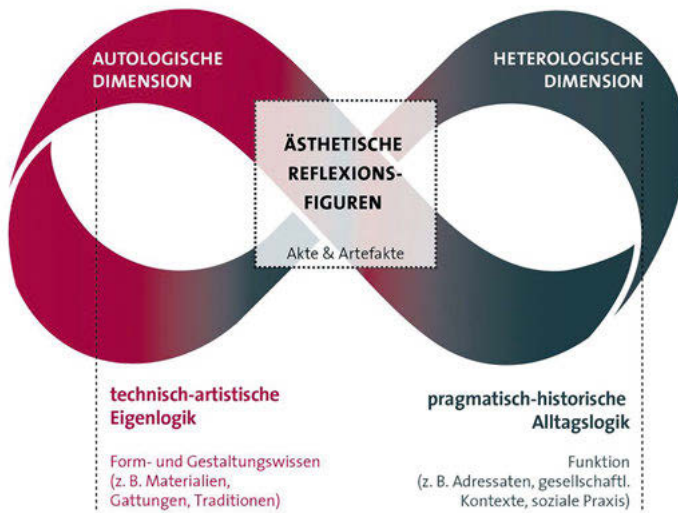 AUTOLOGISCHE
DIMENSION
HETEROLOGISCHE
DIMENSION
ÄSTHETISCHE
REFLEXIONS-
FIGUREN
Akte & Artefakte
technisch-artistische
Eigenlogik
Form- und Gestaltungswissen
(z. B. Materialien,
Gattungen, Traditionen)
pragmatisch-historische
Alltagslogik
Funktion
(z. B. Adressaten, gesellschaftl.
Kontexte, soziale Praxis)